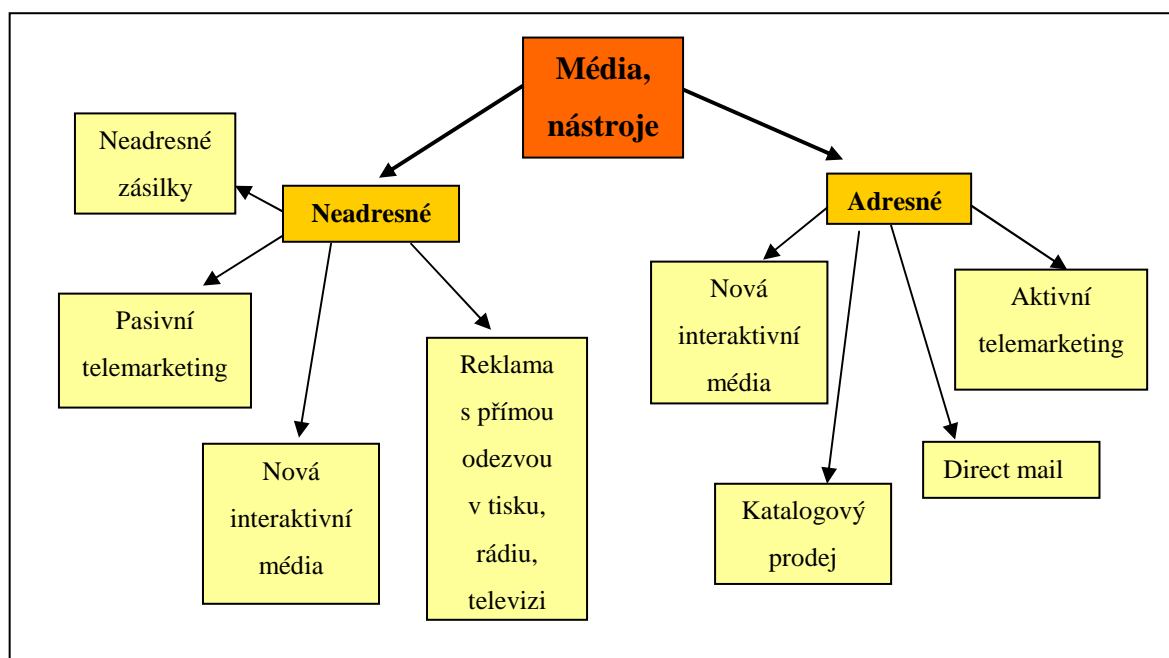 Média,
nástroje
Neadresné
zásilky
Neadresné
Adresné
Pasivní
telemarketing
Nová
interaktivní
média
Reklama
s přímou
odezvou
v tisku,
rádiu,
televizi
Nová
interaktivní
média
Aktivní
telemarketing
Katalogový
prodej
Direct mail